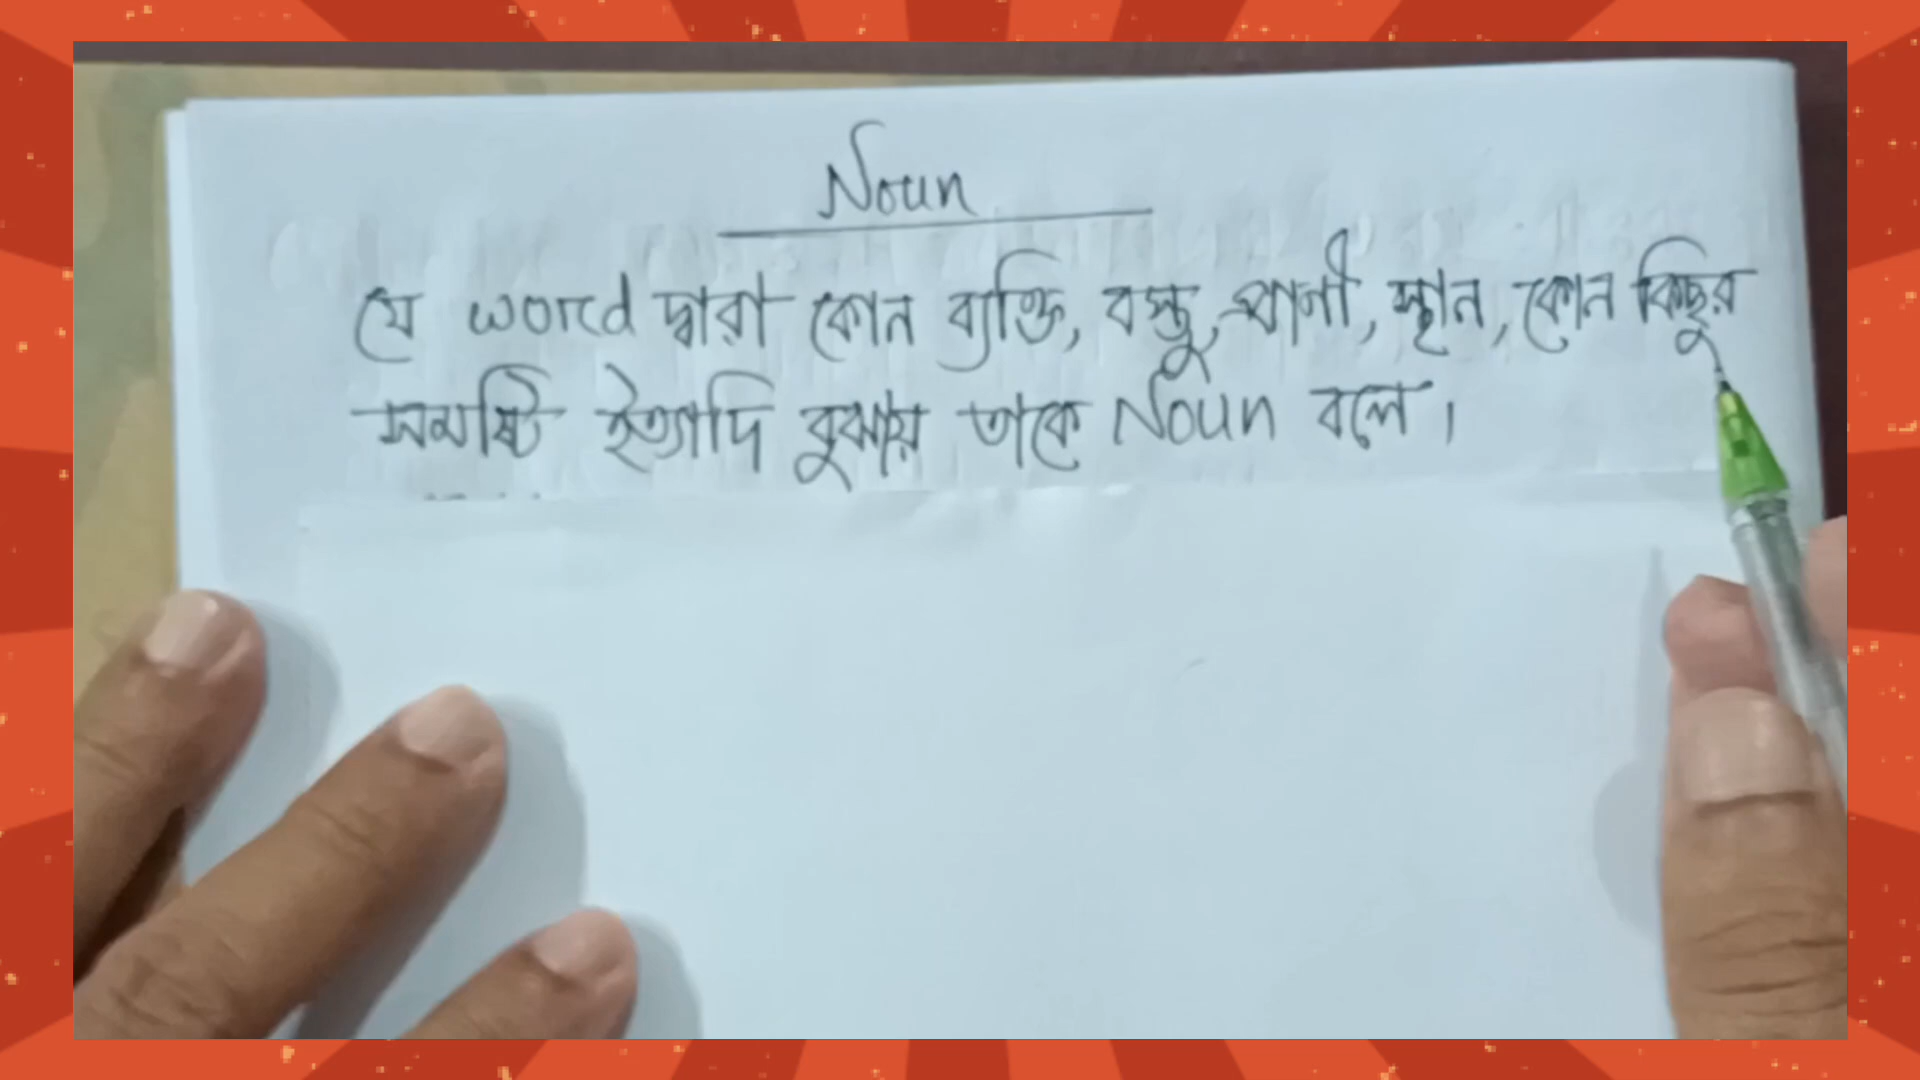 Noun
যে word দ্বারা কোন ব্যক্তি, বস্তু, প্রাণী, স্থান, কোন কিছুর
সমষ্টি ইত্যাদি বুঝায় তাকে Noun বলে।